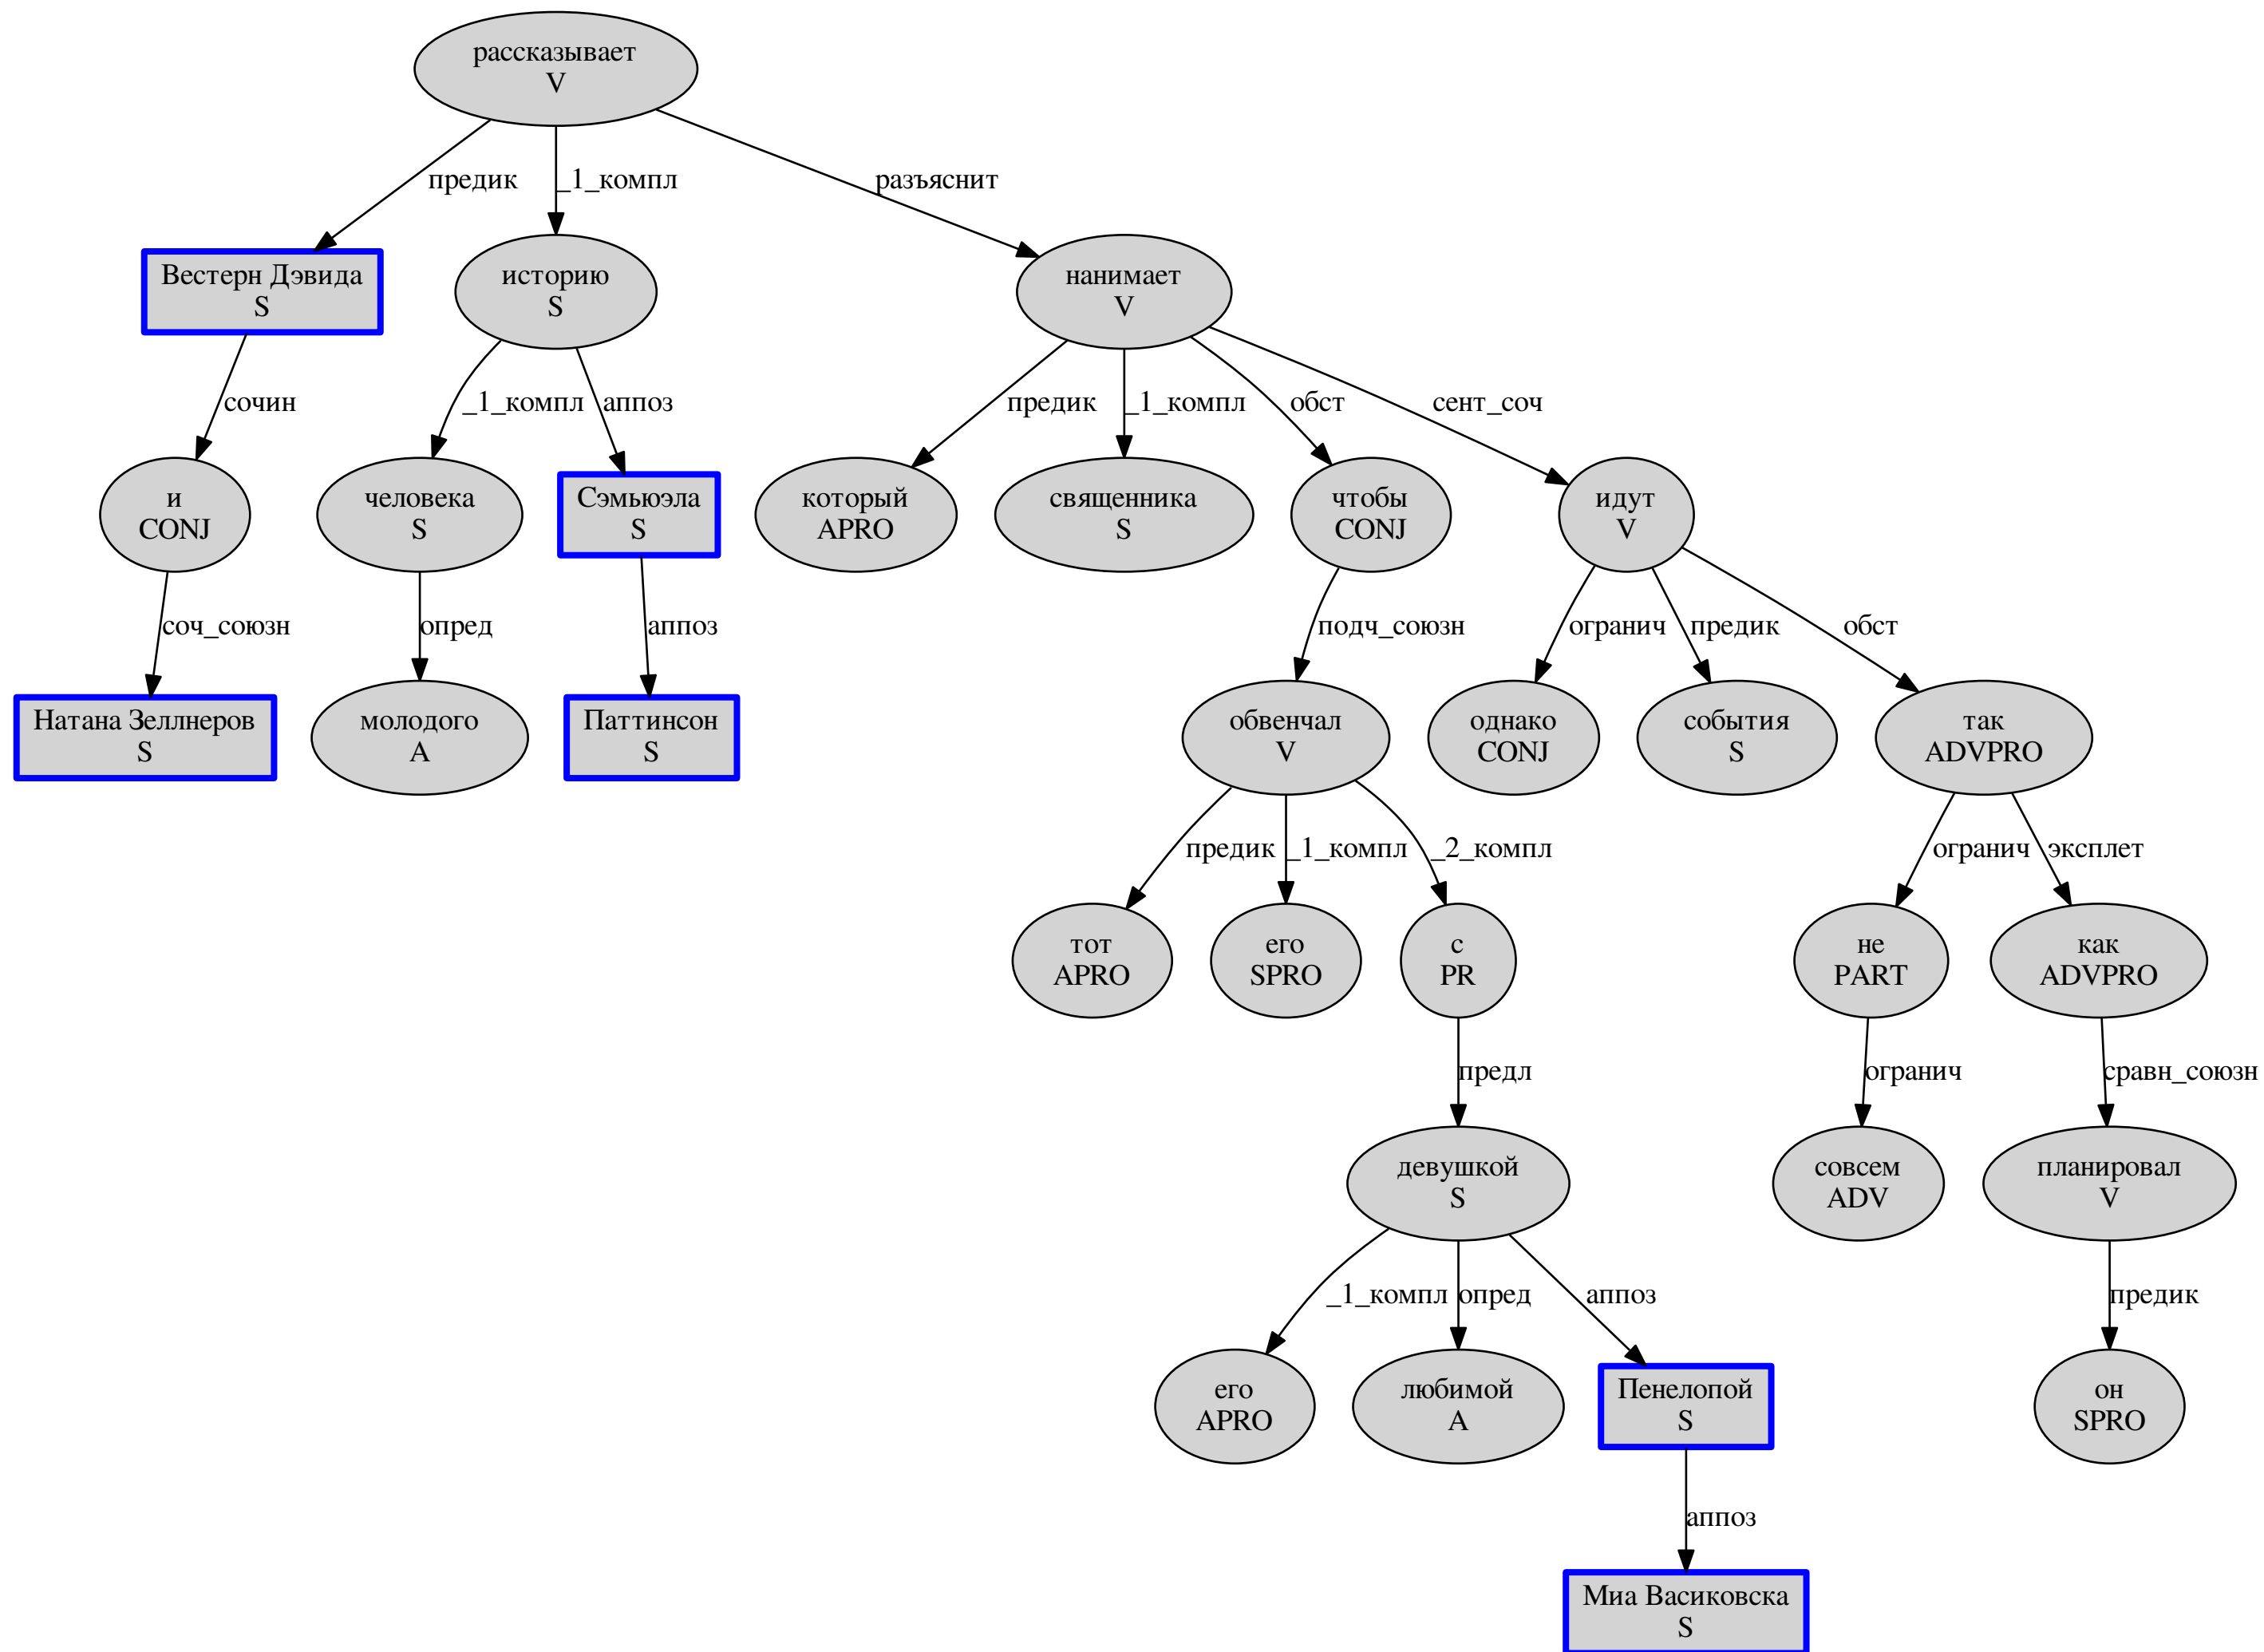 рассказывает
V
предик
_1_компл
разъяснит
Вестерн Дэвида
S
историю
S
нанимает
V
сочин
_1_компл
аппоз
предик
_1_компл
обст
сент_соч
и
CONJ
человека
S
Сэмьюэла
S
который
APRO
священника
S
чтобы
CONJ
идут
V
соч_союзн
опред
аппоз
подч_союзн
огранич
предик
обст
Натана Зеллнеров
S
молодого
A
Паттинсон
S
обвенчал
V
однако
CONJ
события
S
так
ADVPRO
предик
_1_компл
_2_компл
огранич
эксплет
тот
APRO
его
SPRO
с
PR
не
PART
как
ADVPRO
предл
огранич
сравн_союзн
девушкой
S
совсем
ADV
планировал
V
_1_компл
опред
аппоз
предик
его
APRO
любимой
A
Пенелопой
S
он
SPRO
аппоз
Миа Васиковска
S